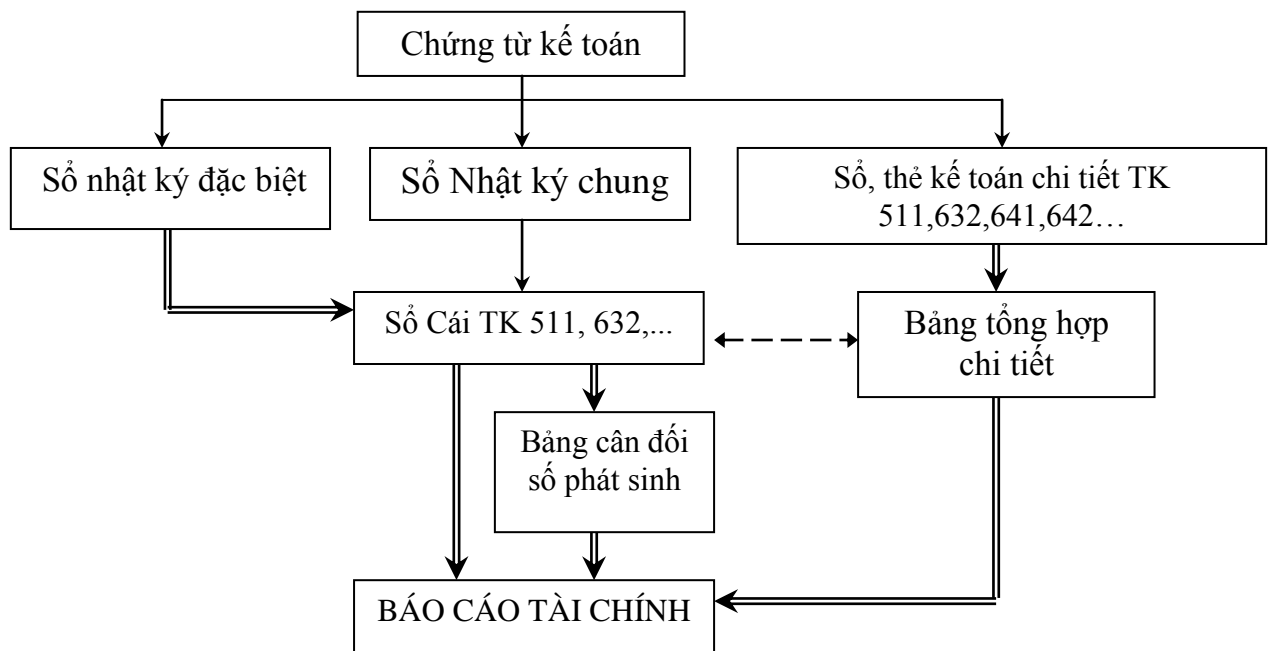 Chứng từ kế toán
Sổ nhật ký đặc biệt
Sổ Nhật ký chung
Sổ, thẻ kế toán chi tiết TK
511,632,641,642…
Sổ Cái TK 511, 632,...
Bảng tổng hợp
chi tiết
Bảng cân đối
số phát sinh
BÁO CÁO TÀI CHÍNH